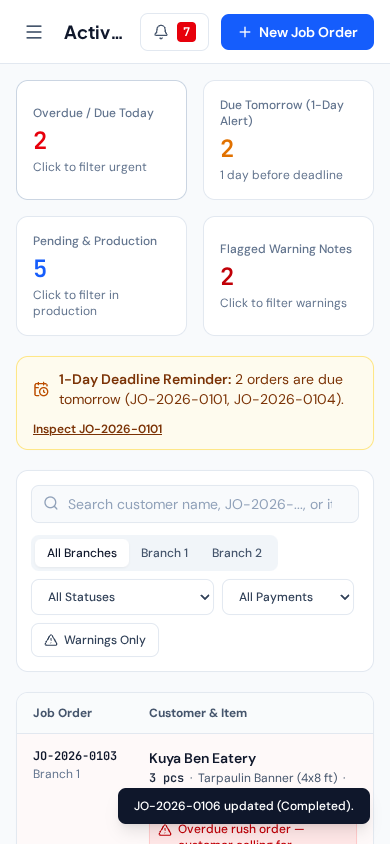 Activ…
7
New Job Order
Overdue / Due Today
2
Click to filter urgent
Due Tomorrow (1-Day
Alert)
2
1 day before deadline
Pending & Production
5
Click to filter in
production
Flagged Warning Notes
2
Click to filter warnings
1-Day Deadline Reminder: 2 orders are due
tomorrow (JO-2026-0101, JO-2026-0104).
Inspect JO-2026-0101
Search customer name, JO-2026-..., or it
All Branches
Branch 1
Branch 2
All Statuses
All Payments
Warnings Only
Job Order
Customer & Item
JO-2026-0103
Branch 1
Kuya Ben Eatery
3 pcs · Tarpaulin Banner (4x8 ft) ·
JO-2026-0106 updated (Completed).
Overdue rush order —
customer calling for